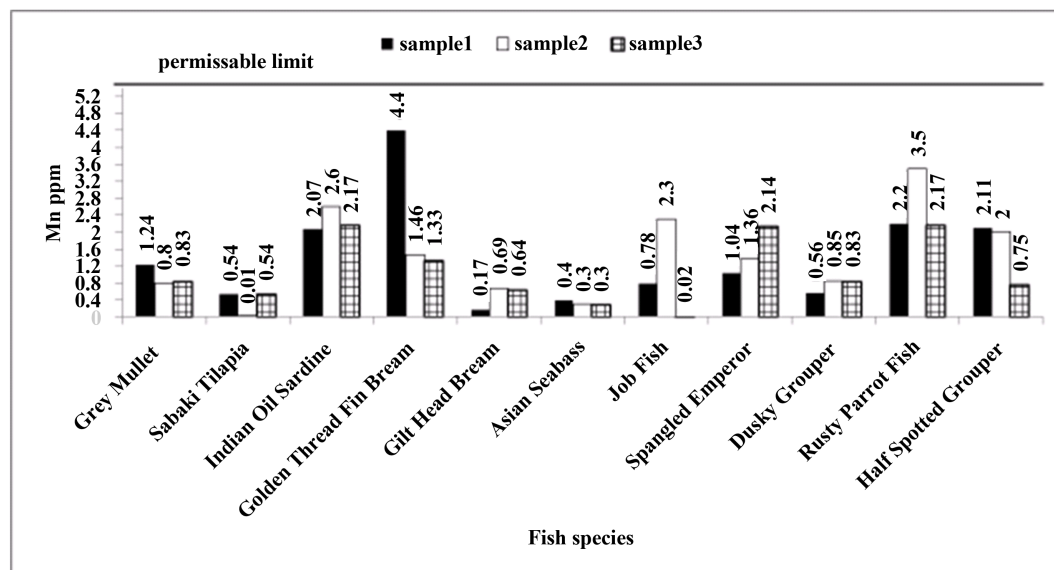 sample1 sample2 sample3
permissable limit
Mn ppm
5.2
4.8
4.4
4
3.6
3.2
2.8
2.4
2
1.6
1.2
0.8
0.4
0
1.24 0.8 0.83
0.54 0.01 0.54
2.07 2.6 2.17
4.4 1.46 1.33
0.17 0.69 0.64
0.4 0.3 0.3
0.78 2.3 0.02
1.04 1.36 2.14
0.56 0.85 0.83
2.2 3.5 2.17
2.11 2 0.75
Grey Mullet
Sabaki Tilapia
Indian Oil Sardine
Golden Thread Fin Bream
Gilt Head Bream
Asian Seabass
Job Fish
Spangled Emperor
Dusky Grouper
Rusty Parrot Fish
Half Spotted Grouper
Fish species